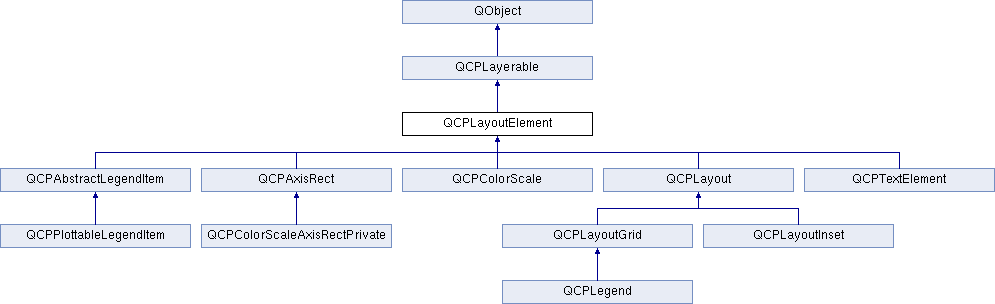 QObject
QCPLayerable
QCPLayoutElement
QCPAbstractLegendItem
QCPAxisRect
QCPColorScale
QCPLayout
QCPTextElement
QCPPlottableLegendItem
QCPColorScaleAxisRectPrivate
QCPLayoutGrid
QCPLayoutInset
QCPLegend